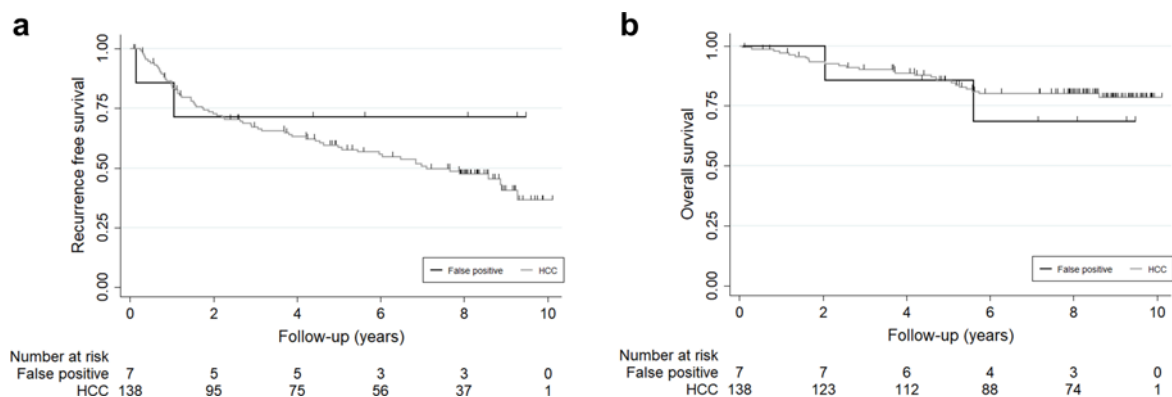 a
Recurrence free survival
1.00
0.75
0.50
0.25
0.00
False positive HCC
0 2 4 6 8 10
Follow-up (years)
Number at risk
False positive 7 5 5 3 3 0
HCC 138 95 75 56 37 1
b
Overall survival
1.00
0.75
0.50
0.25
0.00
False positive HCC
0 2 4 6 8 10
Follow-up (years)
Number at risk
False positive 7 7 6 4 3 0
HCC 138 123 112 88 74 1